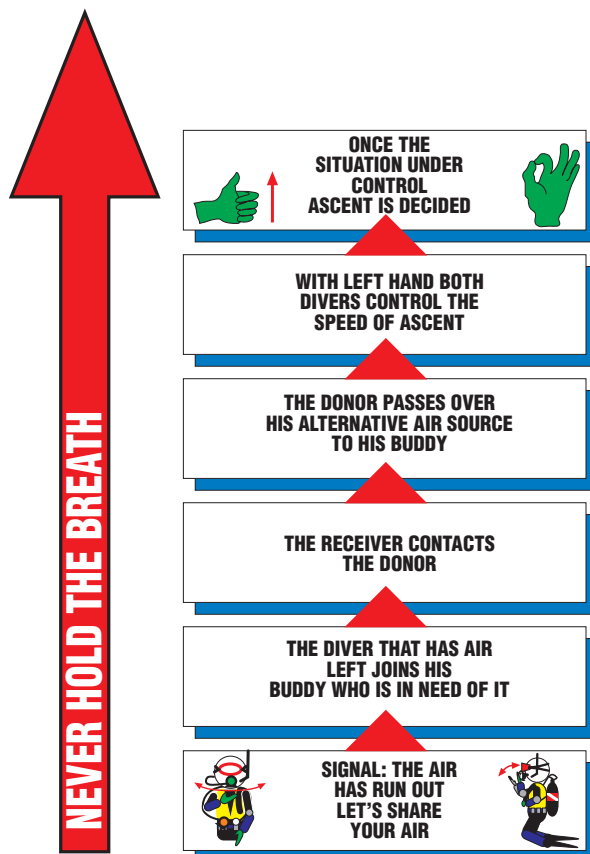 ONCE THE
SITUATION UNDER
CONTROL
ASCENT IS DECIDED
WITH LEFT HAND BOTH
DIVERS CONTROL THE
SPEED OF ASCENT
THE DONOR PASSES OVER
HIS ALTERNATIVE AIR SOURCE
TO HIS BUDDY
THE RECEIVER CONTACTS
THE DONOR
THE DIVER THAT HAS AIR
LEFT JOINS HIS
BUDDY WHO IS IN NEED OF IT
SIGNAL: THE AIR
HAS RUN OUT
LET'S SHARE
YOUR AIR
NEVER HOLD THE BREATH